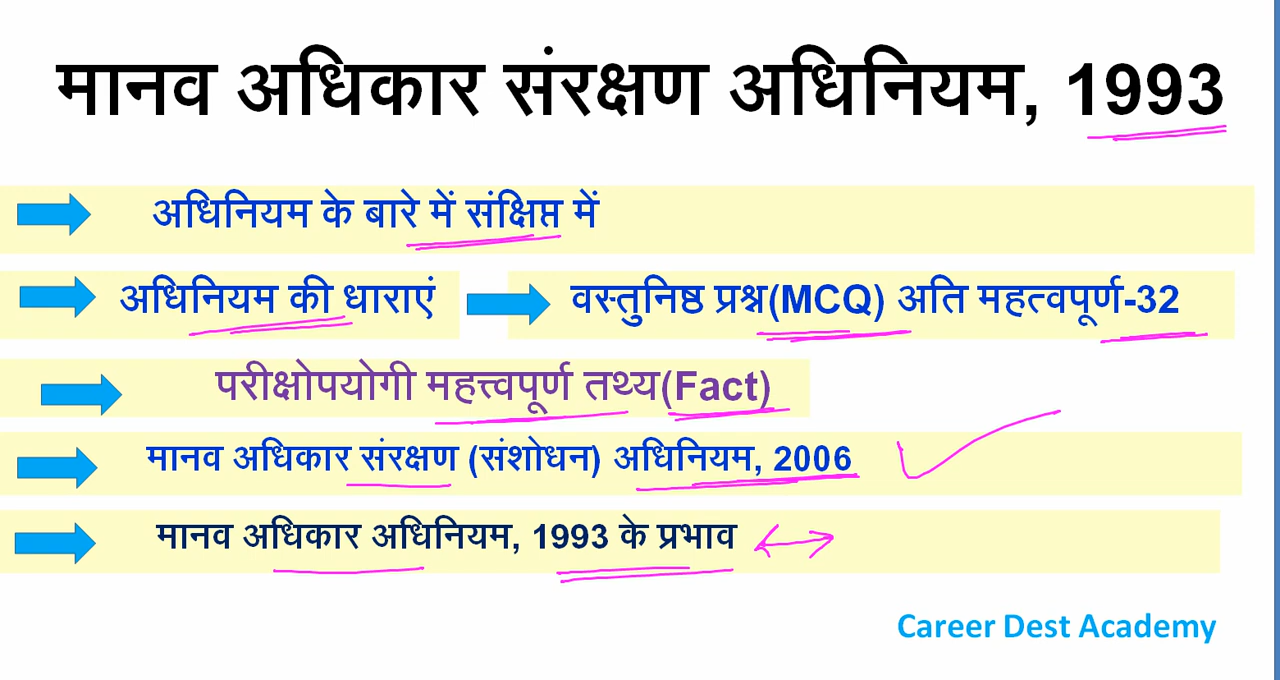 मानव अधिकार संरक्षण अधिनियम, 1993
अधिनियम के बारे में संक्षिप्त में
अधिनियम की धाराएं
वस्तुनिष्ठ प्रश्न(MCQ) अति महत्वपूर्ण-32
परीक्षोपयोगी महत्त्वपूर्ण तथ्य(Fact)
मानव अधिकार संरक्षण (संशोधन) अधिनियम, 2006
मानव अधिकार अधिनियम, 1993 के प्रभाव
Career Dest Academy